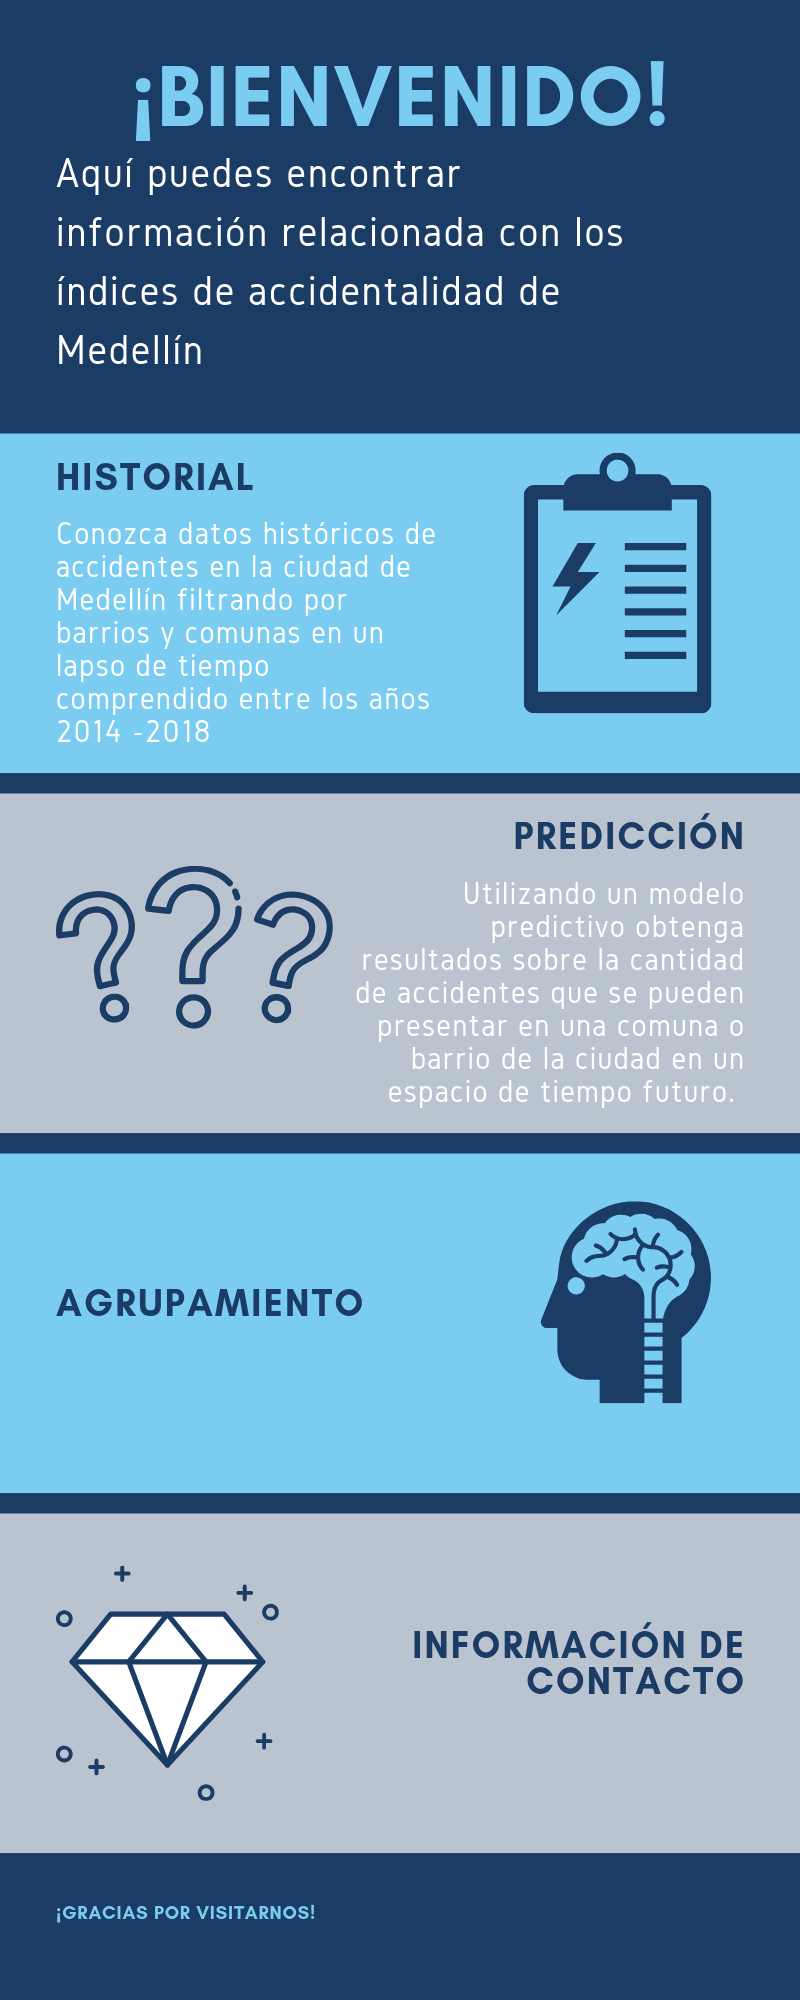 ¡BIENVENIDO!
Aquí puedes encontrar
información relacionada con los
índices de accidentalidad de
Medellín
HISTORIAL
Conozca datos históricos de
accidentes en la ciudad de
Medellín filtrando por
barrios y comunas en un
lapso de tiempo
comprendido entre los años
2014 -2018
PREDICCIÓN
Utilizando un modelo
predictivo obtenga
resultados sobre la cantidad
de accidentes que se pueden
presentar en una comuna o
barrio de la ciudad en un
espacio de tiempo futuro.
AGRUPAMIENTO
INFORMACIÓN DE
CONTACTO
¡GRACIAS POR VISITARNOS!